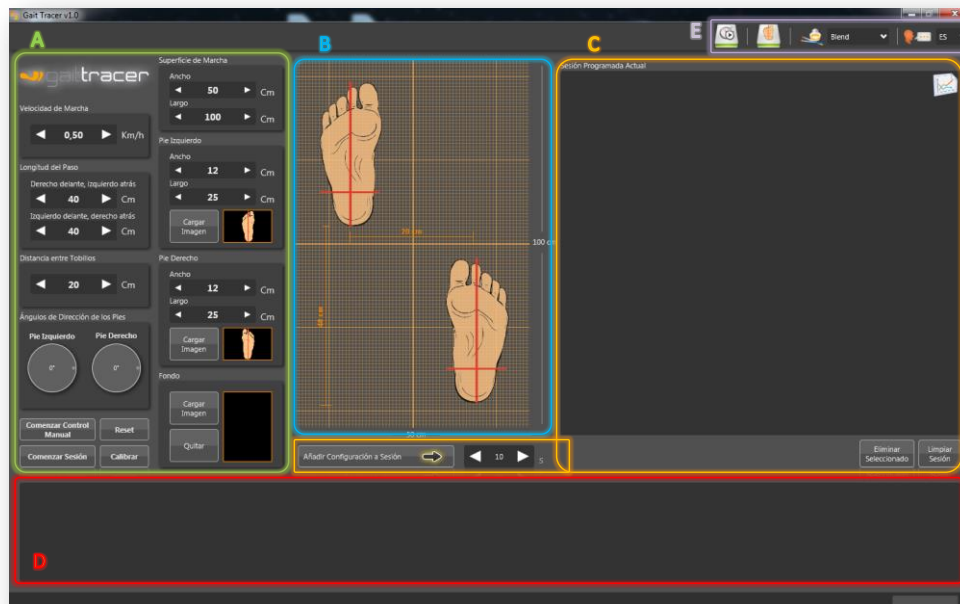 Gait Tracer v1.0
A
B
C
E
Blend
ES
gaittracer
Velocidad de Marcha
0,50 Km/h
Longitud del Paso
Derecho delante, izquierdo atrás
40 Cm
Izquierdo delante, derecho atrás
40 Cm
Distancia entre Tobillos
20 Cm
Ángulos de Dirección de los Pies
Pie Izquierdo Pie Derecho
0° 0°
Comenzar Control
Manual
Reset
Comenzar Sesión
Calibrar
Superficie de Marcha
Ancho
50 Cm
Largo
100 Cm
Pie Izquierdo
Ancho
12 Cm
Largo
25 Cm
Cargar
Imagen
Pie Derecho
Ancho
12 Cm
Largo
25 Cm
Cargar
Imagen
Fondo
Cargar
Imagen
Quitar
20 cm
40 cm
100 cm
50 cm
Añadir Configuración a Sesión
10 S
Sesión Programada Actual
Eliminar
Seleccionado
Limpiar
Sesión
D